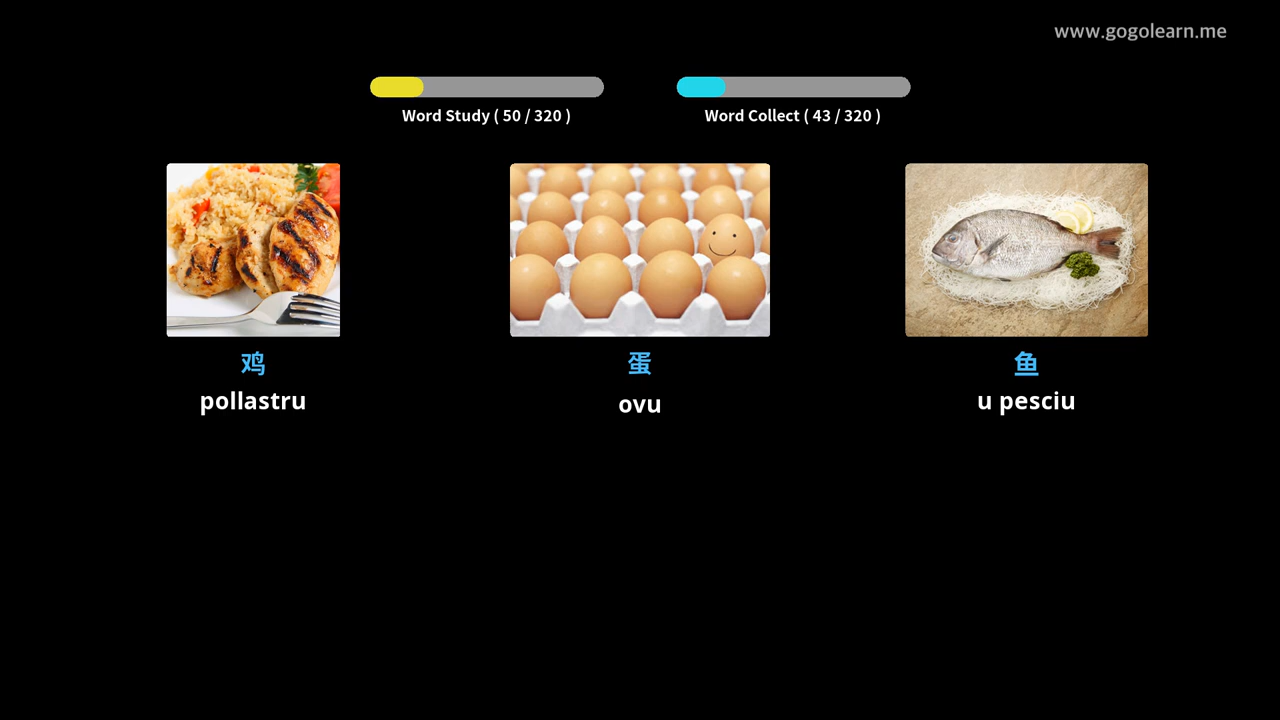 www.gogolearn.me
Word Study ( 50 / 320 )
Word Collect ( 43 / 320 )
鸡
pollastru
蛋
ovu
鱼
u pesciu